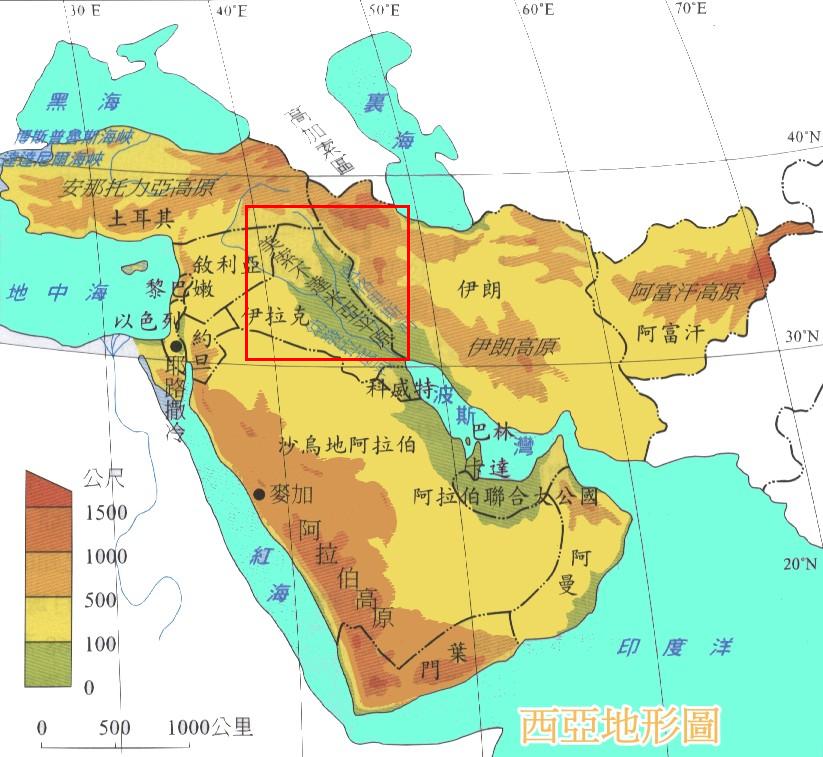 30 E
40°E
50°E
60°E
70°E
黑海
裏海
高加索區
博斯普魯斯海峽
達達尼爾海峽
40°N
安那托力亞高原
土耳其
美索不達米亞平原
敘利亞
地中海
黎巴嫩
伊朗
阿富汗高原
以色列
約旦
伊拉克
伊朗高原
阿富汗
30°N
耶路撒冷
科威特
波斯灣
巴林
卡達
沙烏地阿拉伯
阿拉伯聯合大公國
公尺
1500
1000
500
100
0
麥加
阿拉伯高原
紅海
阿曼
20°N
葉門
印度洋
西亞地形圖
0 500 1000公里